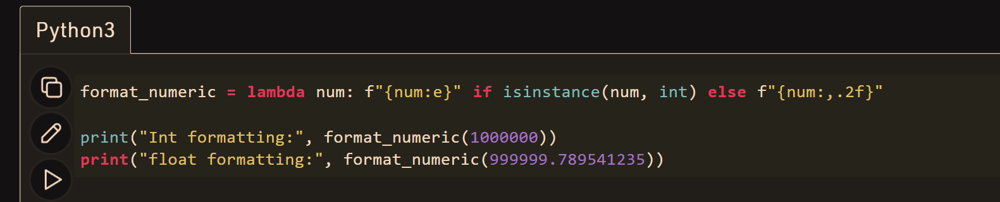 Python3
format_numeric = lambda num: f"{num:e}" if isinstance(num, int) else f"{num:,.2f}"
print("Int formatting:", format_numeric(1000000))
print("float formatting:", format_numeric(999999.789541235))